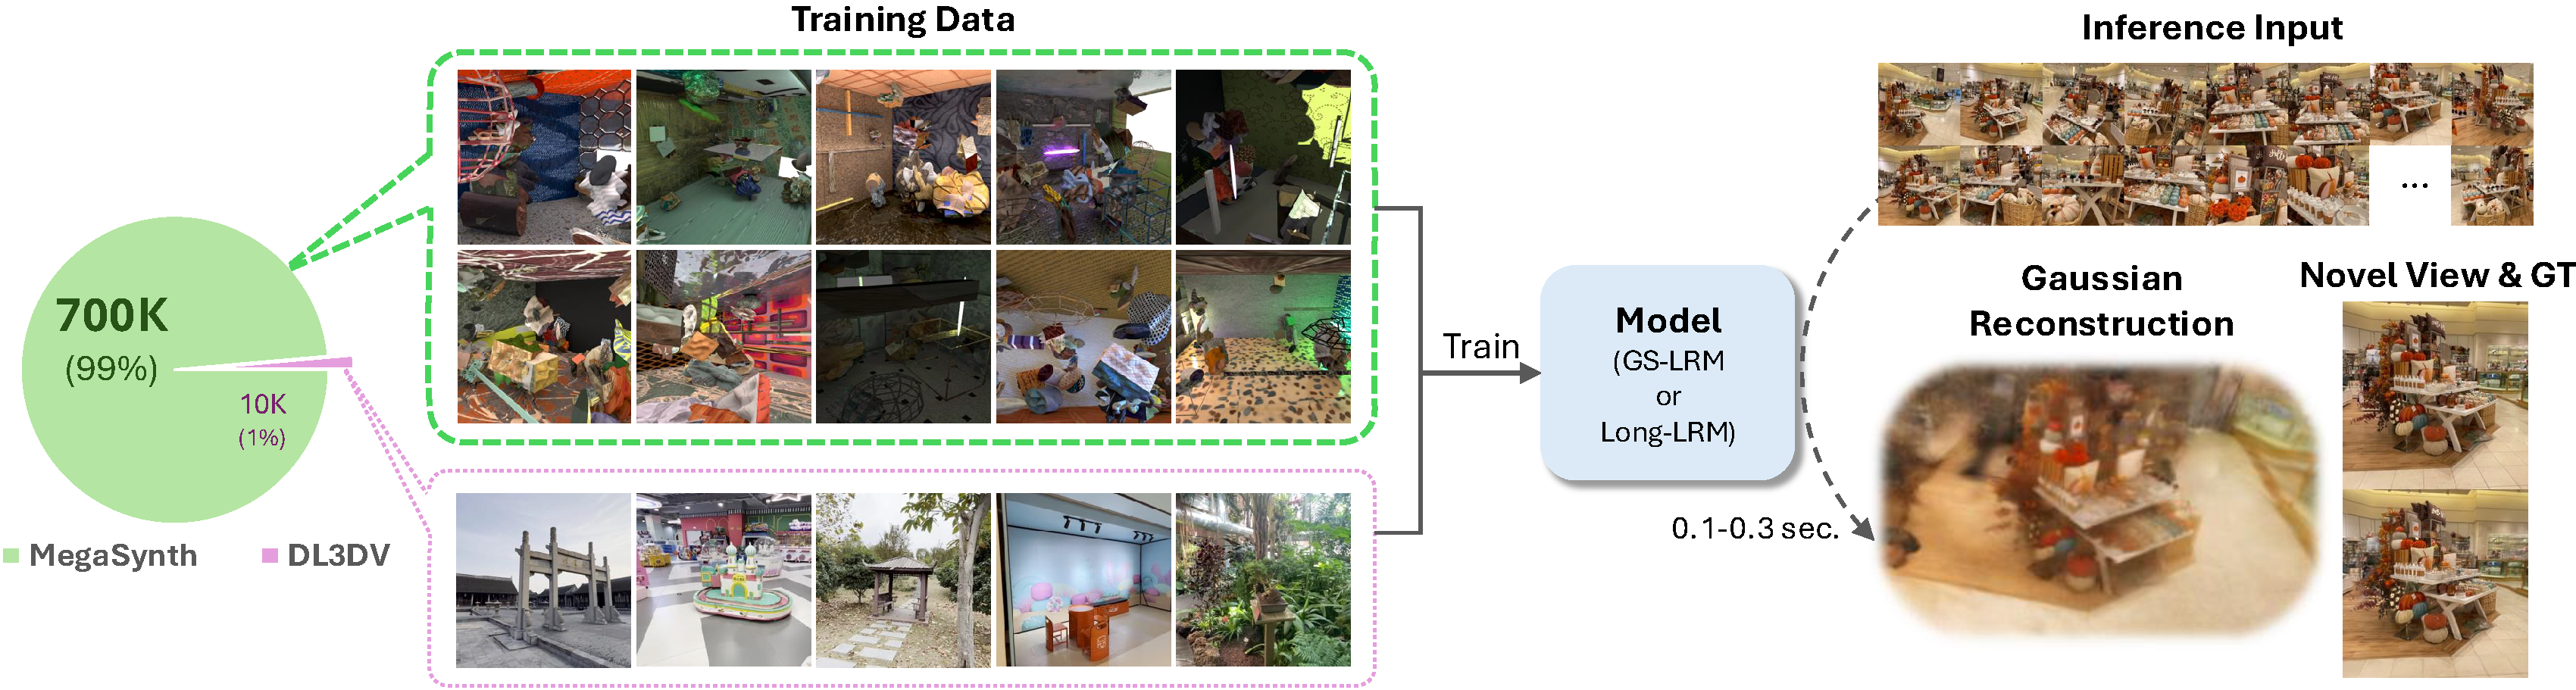 Training Data
Inference Input
...
700K
(99%)
10K
(1%)
MegaSynth
DL3DV
Train
Model
(GS-LRM
or
Long-LRM)
0.1-0.3 sec.
Gaussian
Reconstruction
Novel View & GT